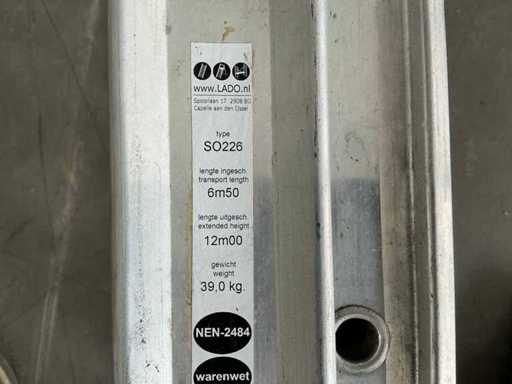 www.LADO.nl
Spoorlaan 17 2908 BG
Capelle aan den IJssel
type
SO226
lengte ingesch.
transport length
6m50
lengte uitgesch.
extended height
12m00
gewicht
weight
39,0 kg.
NEN-2484
warenwet